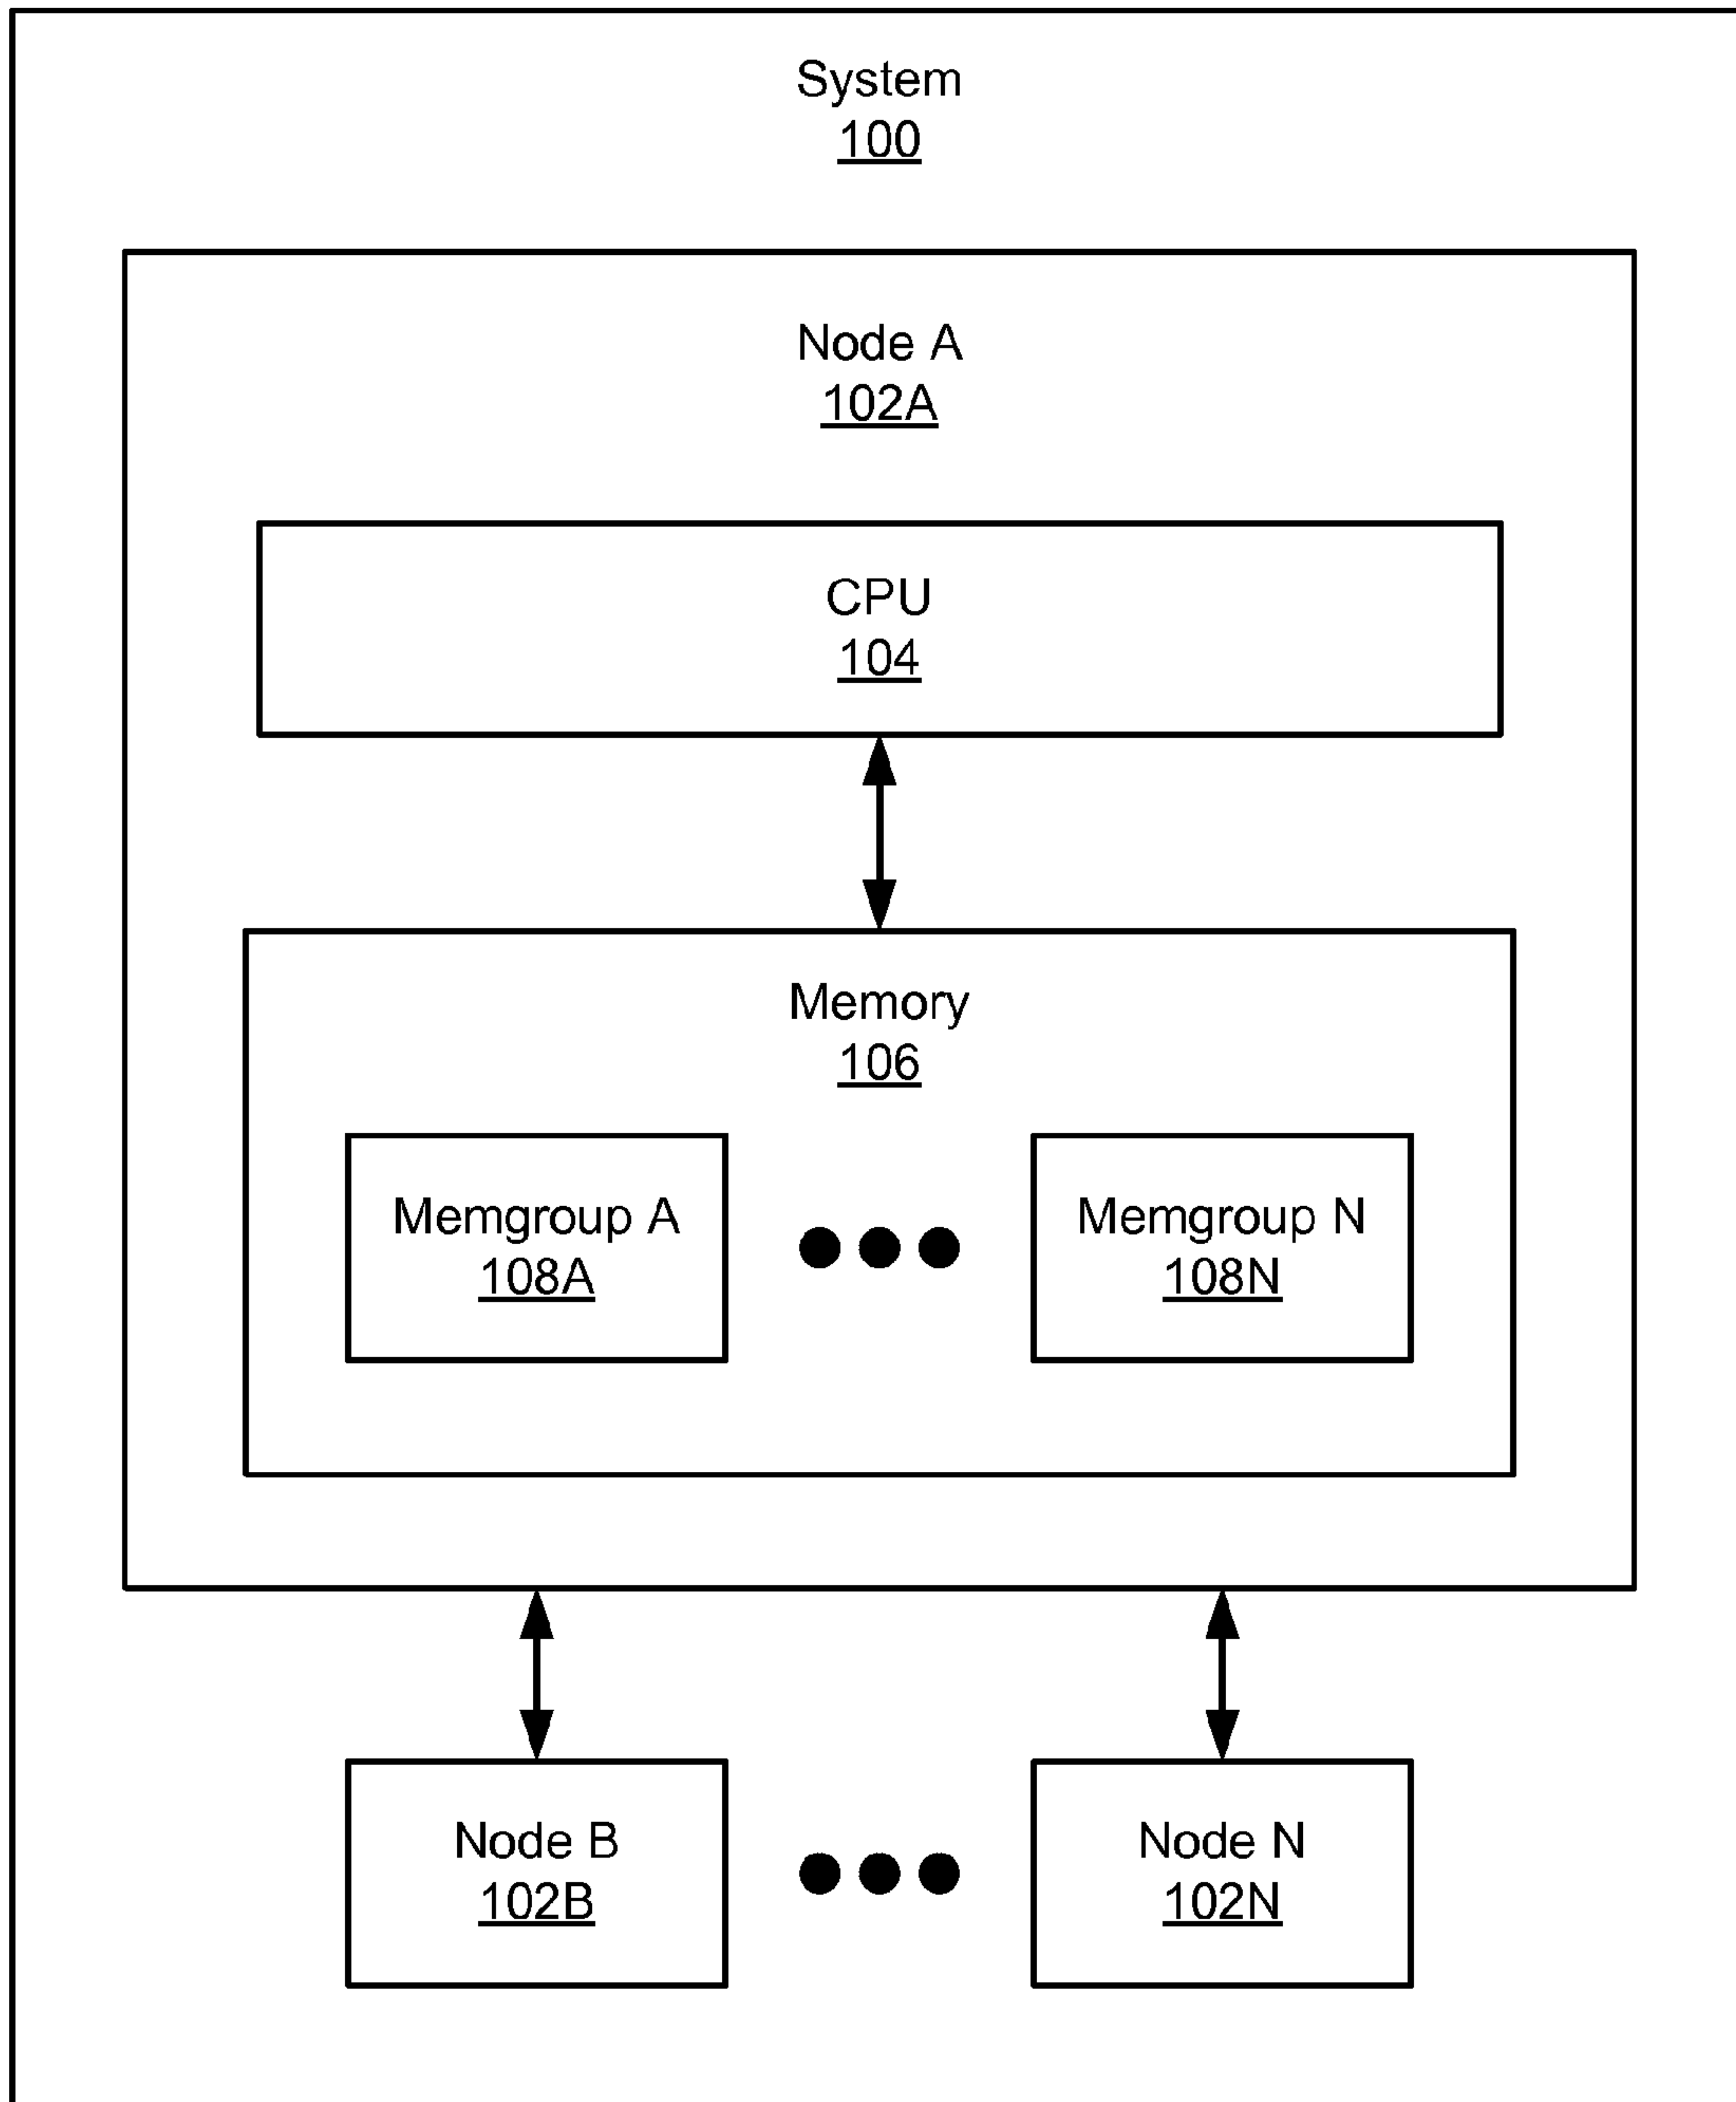 System
100
Node A
102A
CPU
104
Memory
106
Memgroup A
108A
Memgroup N
108N
Node B
102B
Node N
102N